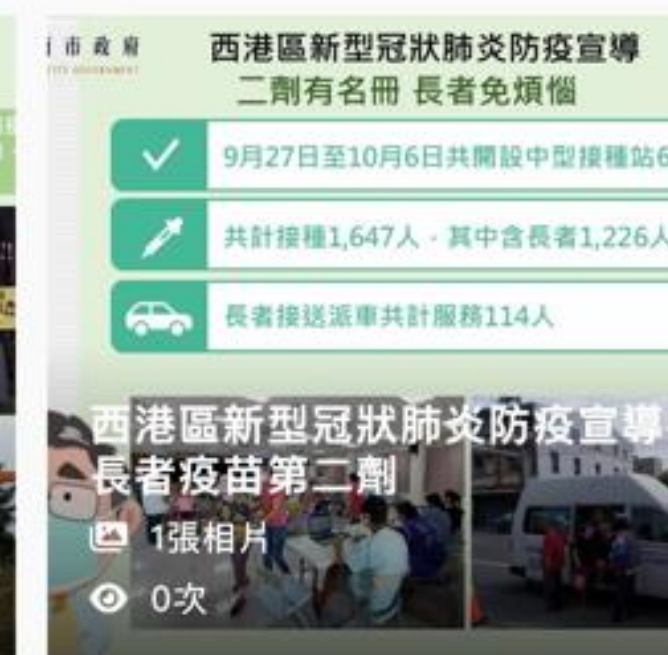 市政府
西港區新型冠狀肺炎防疫宣導
二劑有名冊 長者免煩惱
9月27日至10月6日共開設中型接種站6
共計接種1,647人，其中含長者1,226人
長者接送派車共計服務114人
西港區新型冠狀肺炎防疫宣導
長者疫苗第二劑
1張相片
0次